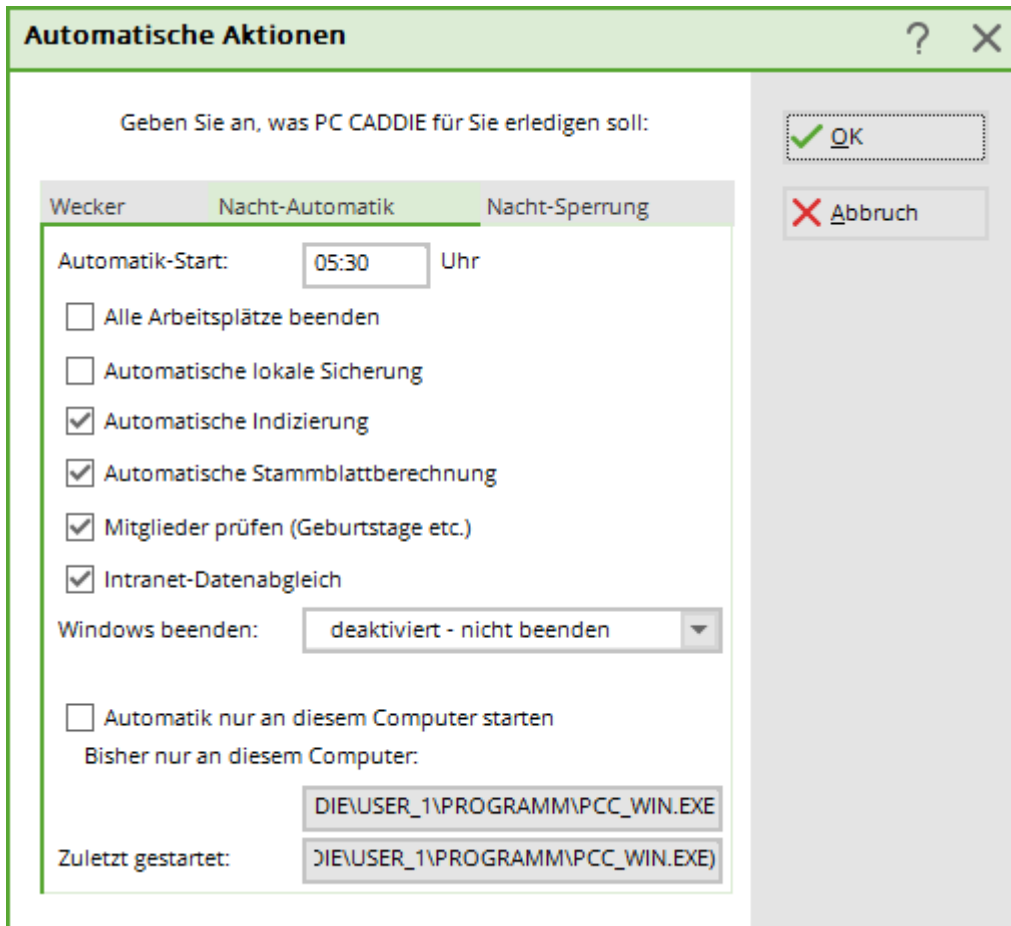 Automatische Aktionen
Geben Sie an, was PC CADDIE für Sie erledigen soll:
OK
Abbruch
Wecker Nacht-Automatik Nacht-Sperrung
Automatik-Start: 05:30 Uhr
Alle Arbeitsplätze beenden
Automatische lokale Sicherung
Automatische Indizierung
Automatische Stammblattberechnung
Mitglieder prüfen (Geburtstage etc.)
Intranet-Datenabgleich
Windows beenden: deaktiviert - nicht beenden
Automatik nur an diesem Computer starten
Bisher nur an diesem Computer:
DIE\USER_1\PROGRAMM\PCC_WIN.EXE
Zuletzt gestartet: DIE\USER_1\PROGRAMM\PCC_WIN.EXE)